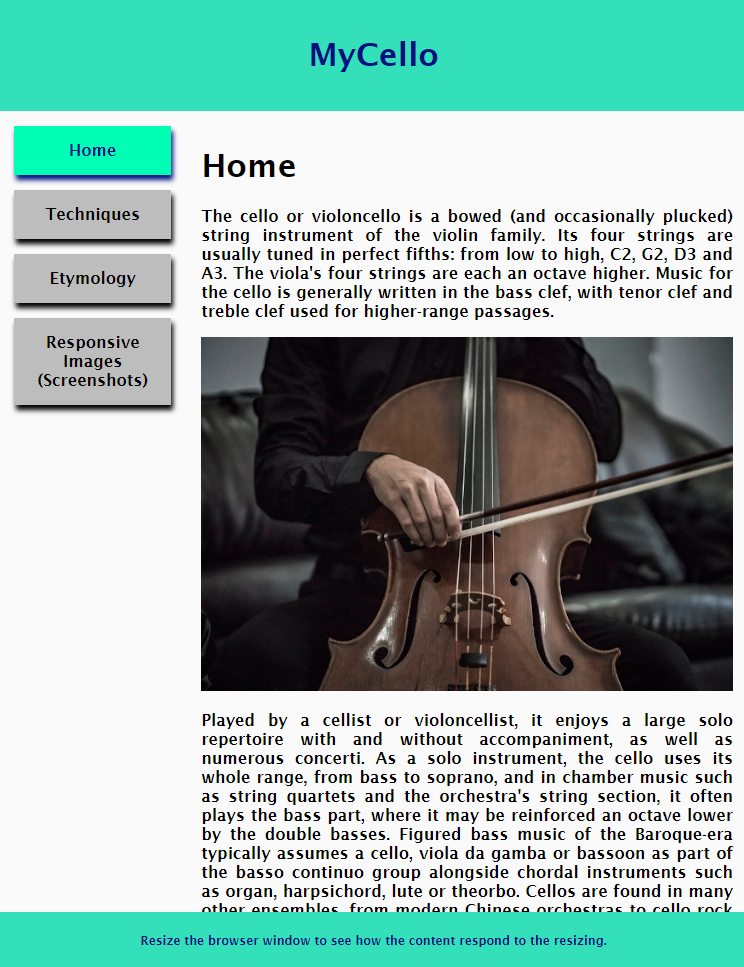 MyCello
Home
Techniques
Etymology
Responsive
Images
(Screenshots)
Home
The cello or violoncello is a bowed (and occasionally plucked)
string instrument of the violin family. Its four strings are
usually tuned in perfect fifths: from low to high, C2, G2, D3 and
A3. The viola's four strings are each an octave higher. Music for
the cello is generally written in the bass clef, with tenor clef and
treble clef used for higher-range passages.
Played by a cellist or violoncellist, it enjoys a large solo
repertoire with and without accompaniment, as well as
numerous concerti. As a solo instrument, the cello uses its
whole range, from bass to soprano, and in chamber music such
as string quartets and the orchestra's string section, it often
plays the bass part, where it may be reinforced an octave lower
by the double basses. Figured bass music of the Baroque-era
typically assumes a cello, viola da gamba or bassoon as part of
the basso continuo group alongside chordal instruments such
as organ, harpsichord, lute or theorbo. Cellos are found in many
other ensembles, from modern Chinese orchestras to cello rock
Resize the browser window to see how the content respond to the resizing.